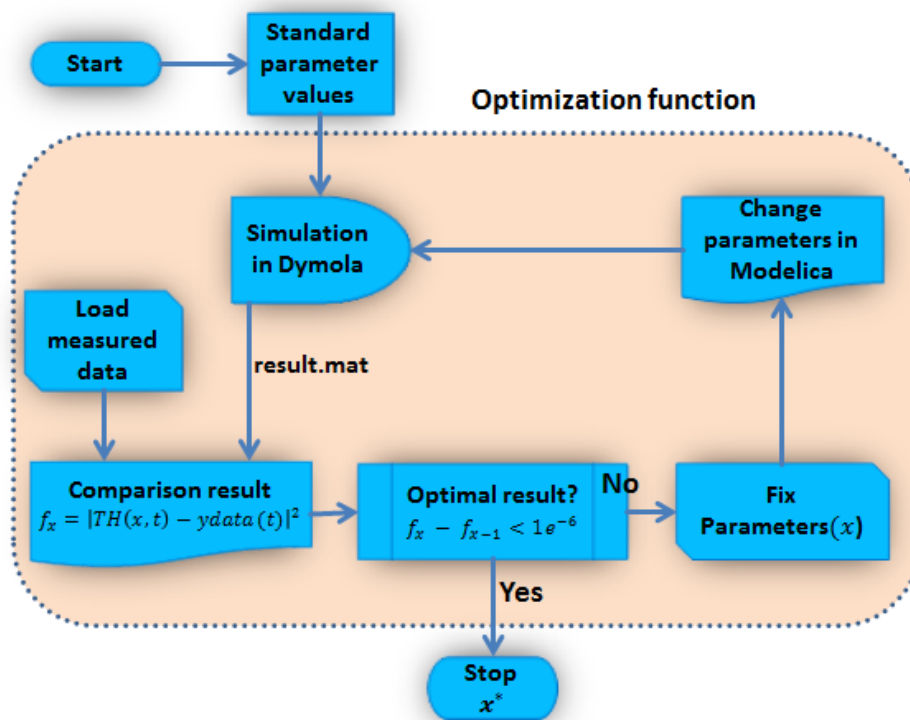 Start
Standard
parameter
values
Optimization function
Simulation
in Dymola
Change
parameters in
Modelica
Load
measured
data
result.mat
Comparison result
$f_x = |TH(x,t) - ydata(t)|^2$
Optimal result?
$f_x - f_{x-1} < 1e^{-6}$
No
Fix
Parameters(x)
Yes
Stop
$x^*$